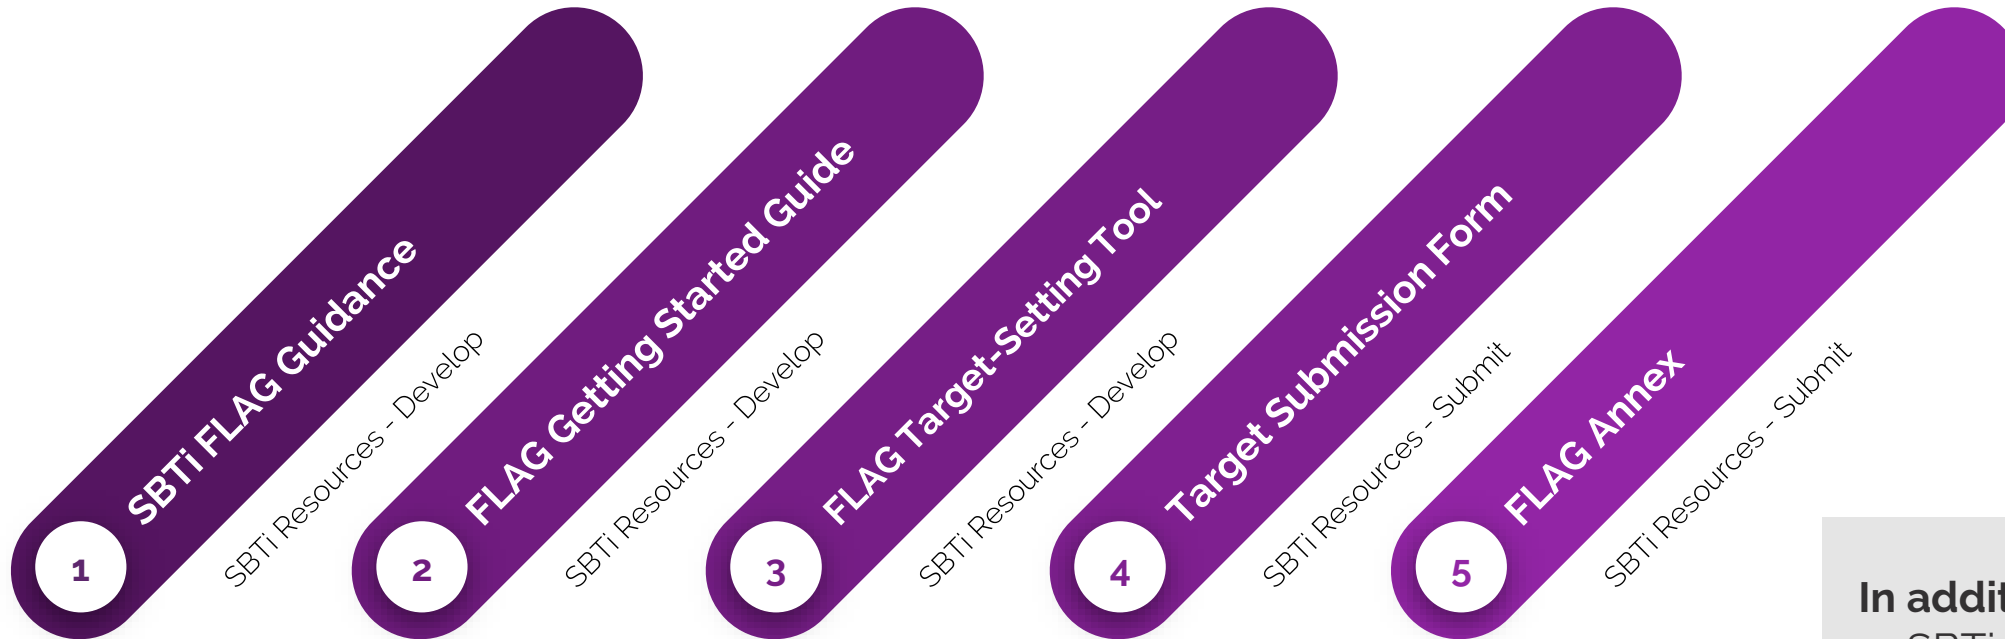 1
SBTi FLAG Guidance
SBTi Resources - Develop
2
FLAG Getting Started Guide
SBTi Resources - Develop
3
FLAG Target-Setting Tool
SBTi Resources - Develop
4
Target Submission Form
SBTi Resources - Submit
5
FLAG Annex
SBTi Resources - Submit
In